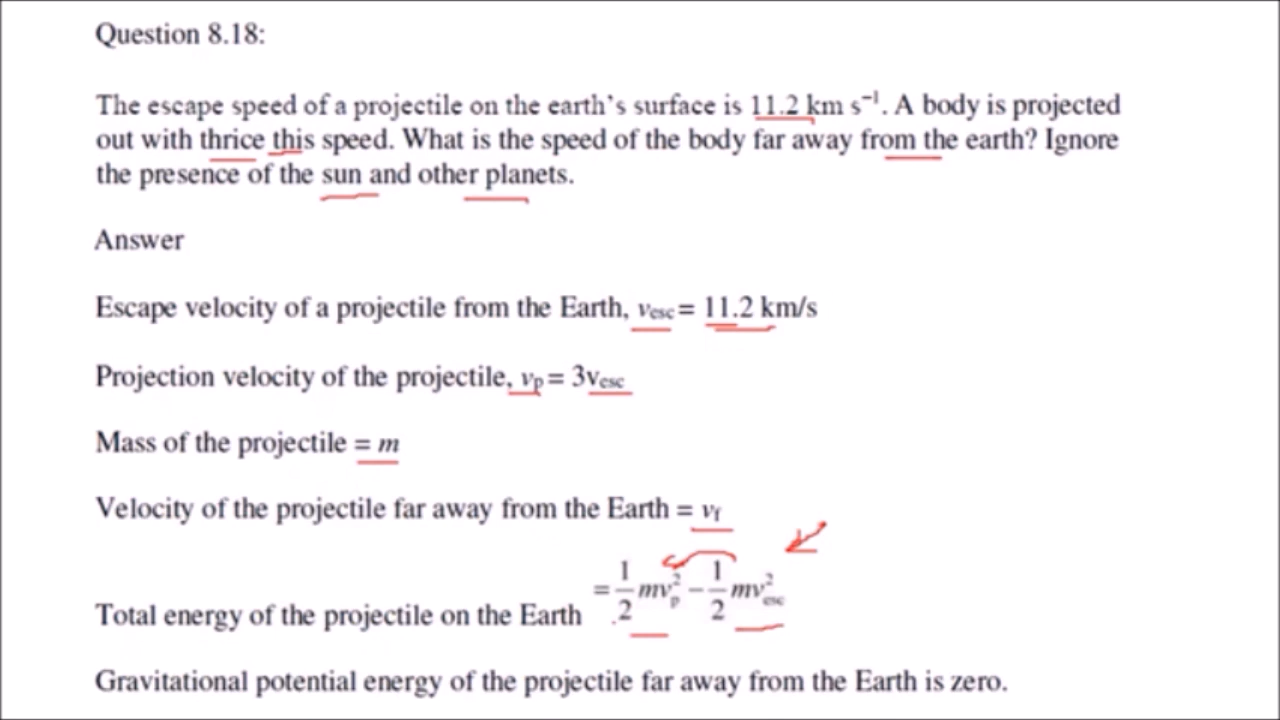 Question 8.18:
The escape speed of a projectile on the earth's surface is 11.2 km s⁻¹. A body is projected
out with thrice this speed. What is the speed of the body far away from the earth? Ignore
the presence of the sun and other planets.
Answer
Escape velocity of a projectile from the Earth, vesc = 11.2 km/s
Projection velocity of the projectile, vp = 3vesc
Mass of the projectile = m
Velocity of the projectile far away from the Earth = vf
Total energy of the projectile on the Earth = 1/2 mv²p − 1/2 mv²esc
Gravitational potential energy of the projectile far away from the Earth is zero.